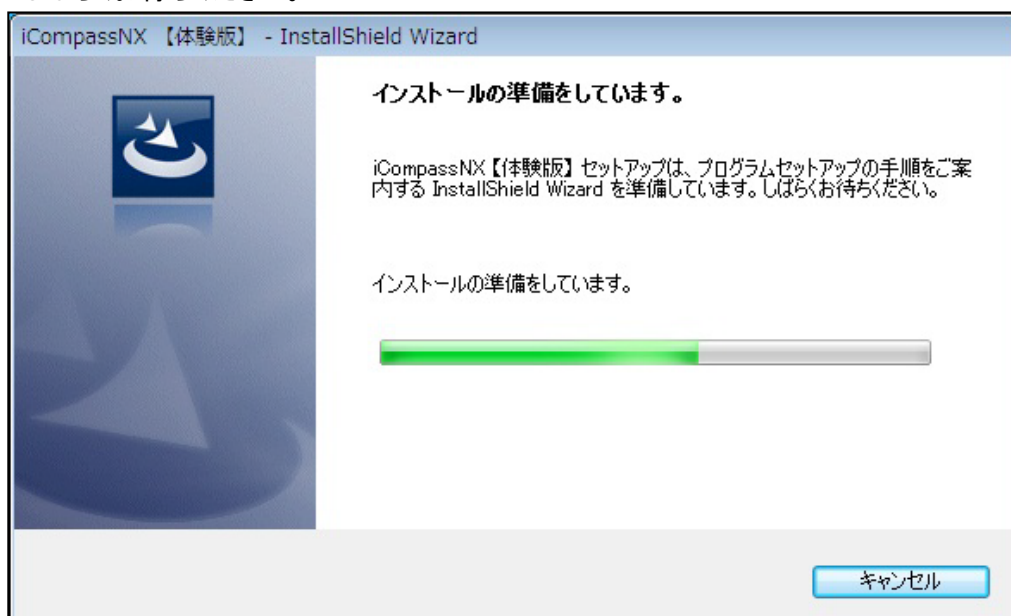 iCompassNX 【体験版】 - InstallShield Wizard
インストールの準備をしています。
iCompassNX【体験版】セットアップは、プログラムセットアップの手順をご案
内する InstallShield Wizard を準備しています。しばらくお待ちください。
インストールの準備をしています。
キャンセル